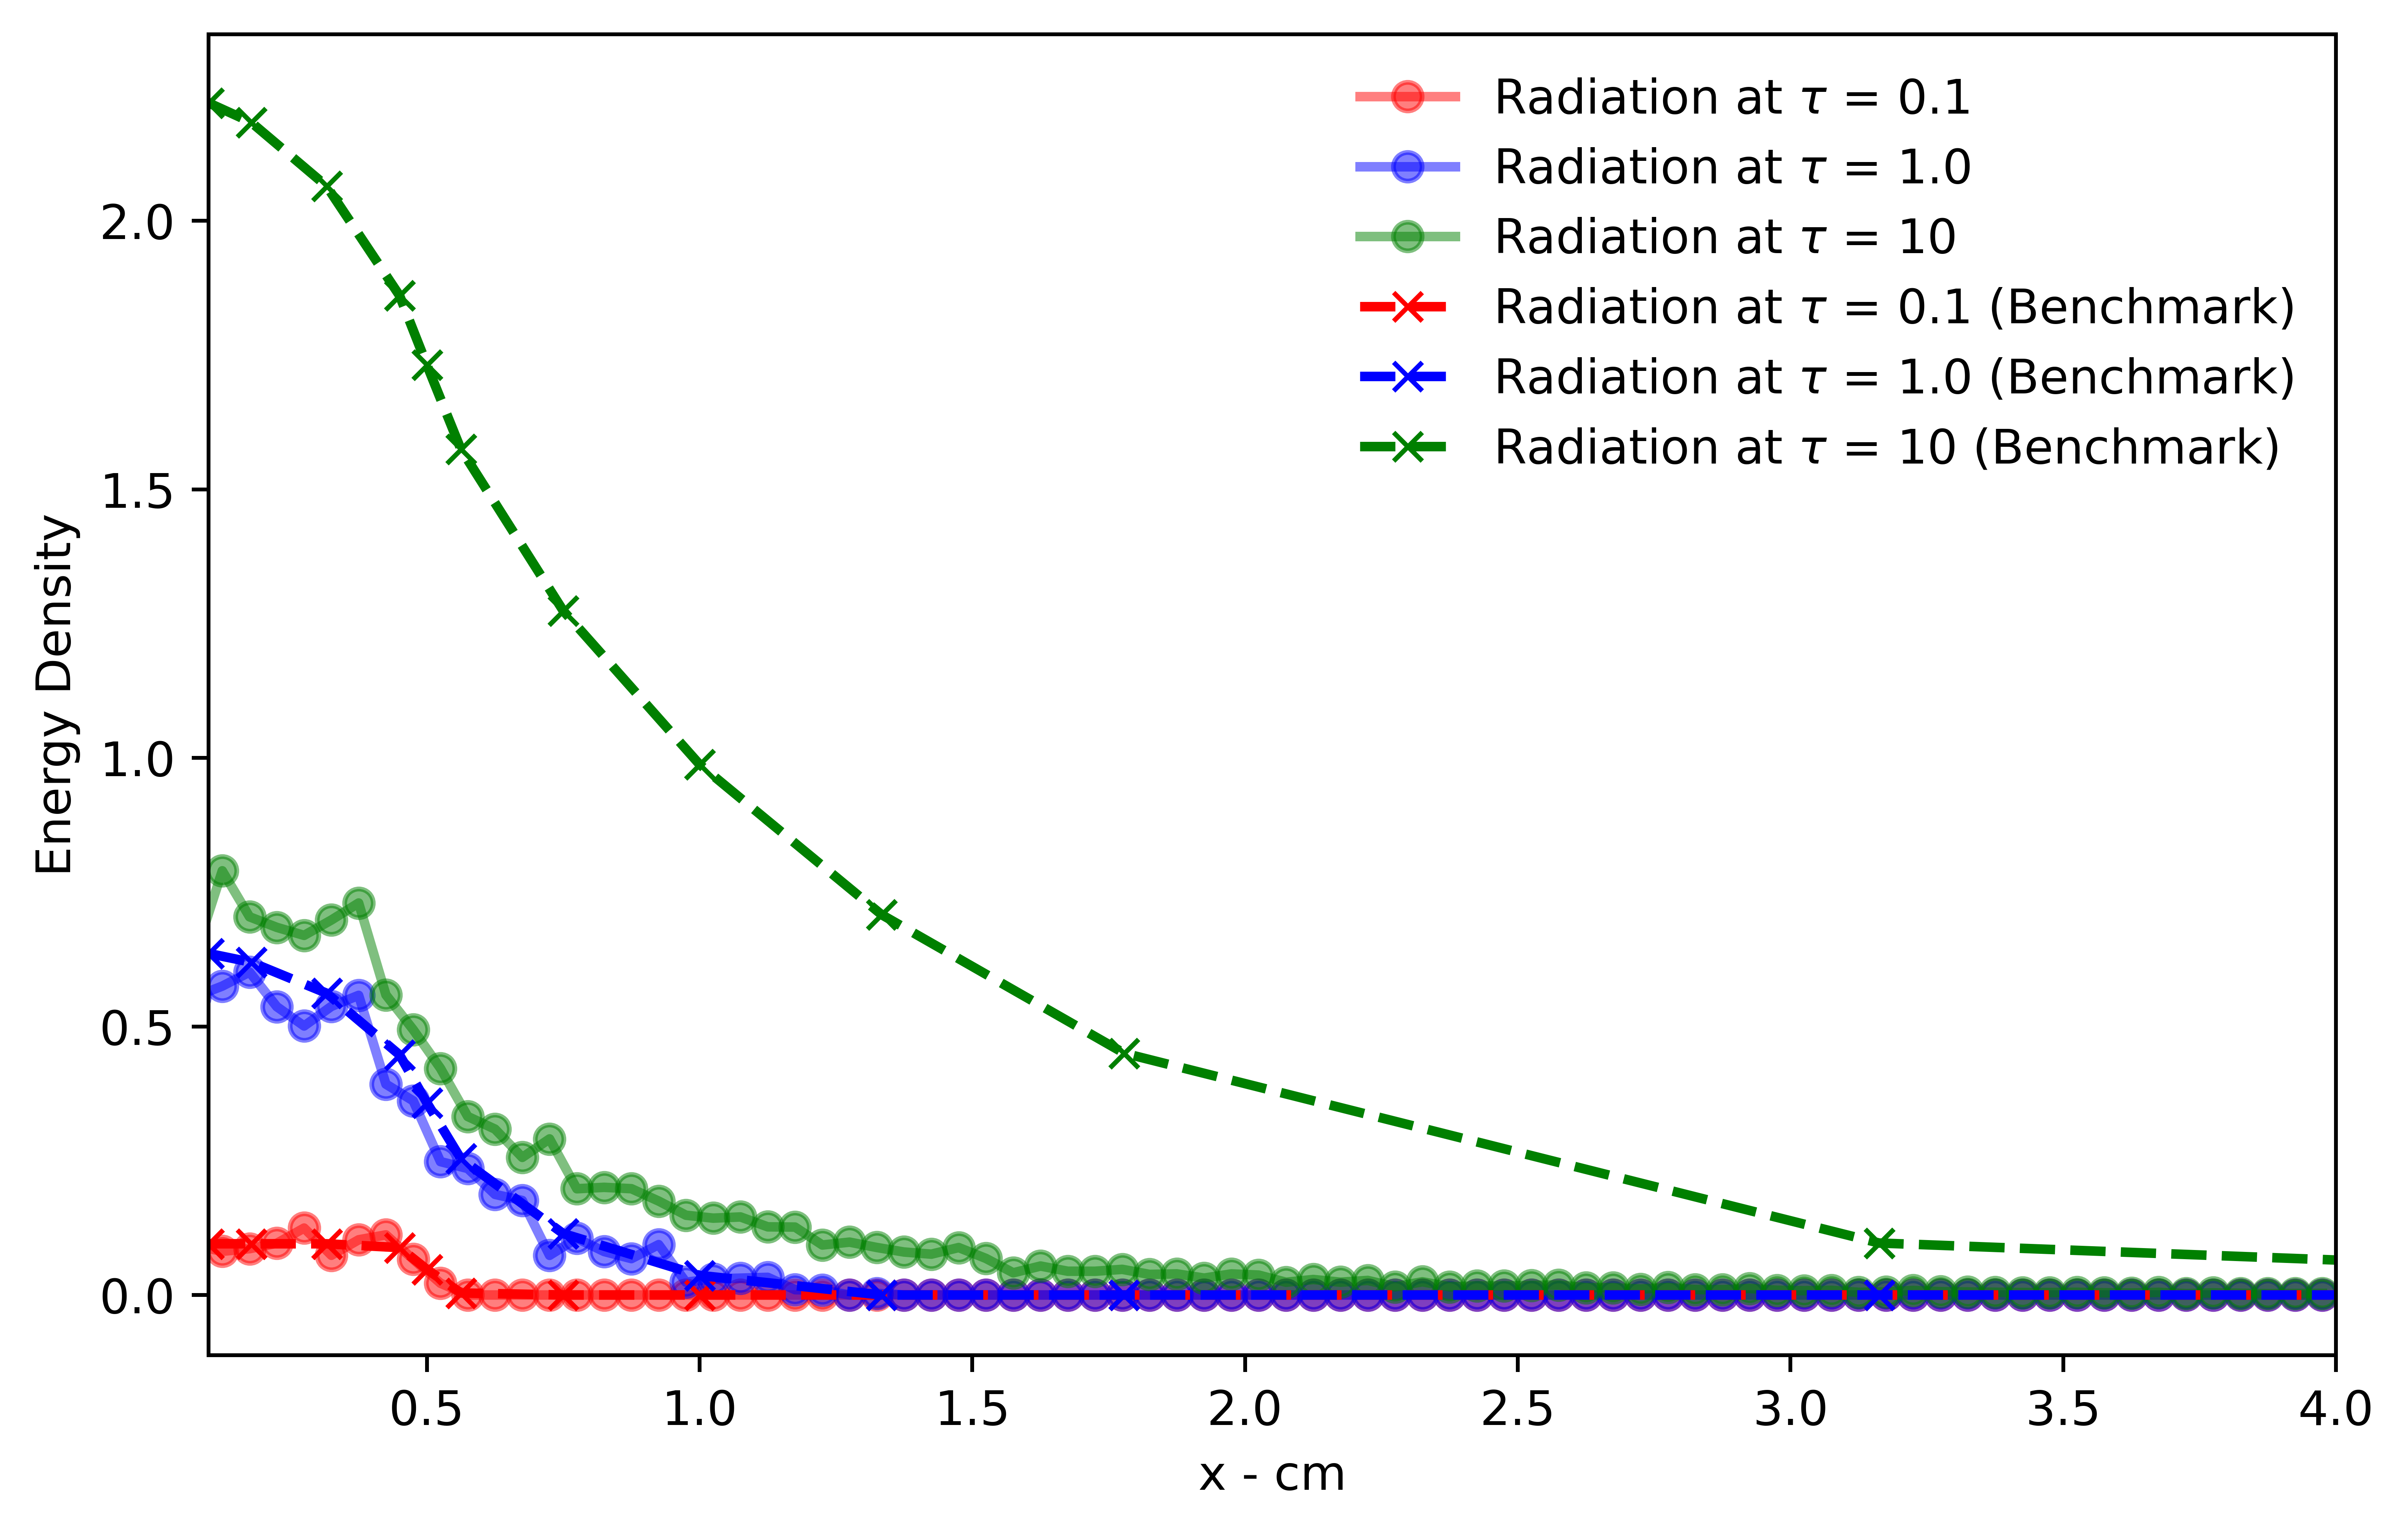 Radiation at τ = 0.1
Radiation at τ = 1.0
Radiation at τ = 10
Radiation at τ = 0.1 (Benchmark)
Radiation at τ = 1.0 (Benchmark)
Radiation at τ = 10 (Benchmark)
Energy Density
2.0
1.5
1.0
0.5
0.0
0.5 1.0 1.5 2.0 2.5 3.0 3.5 4.0
x - cm